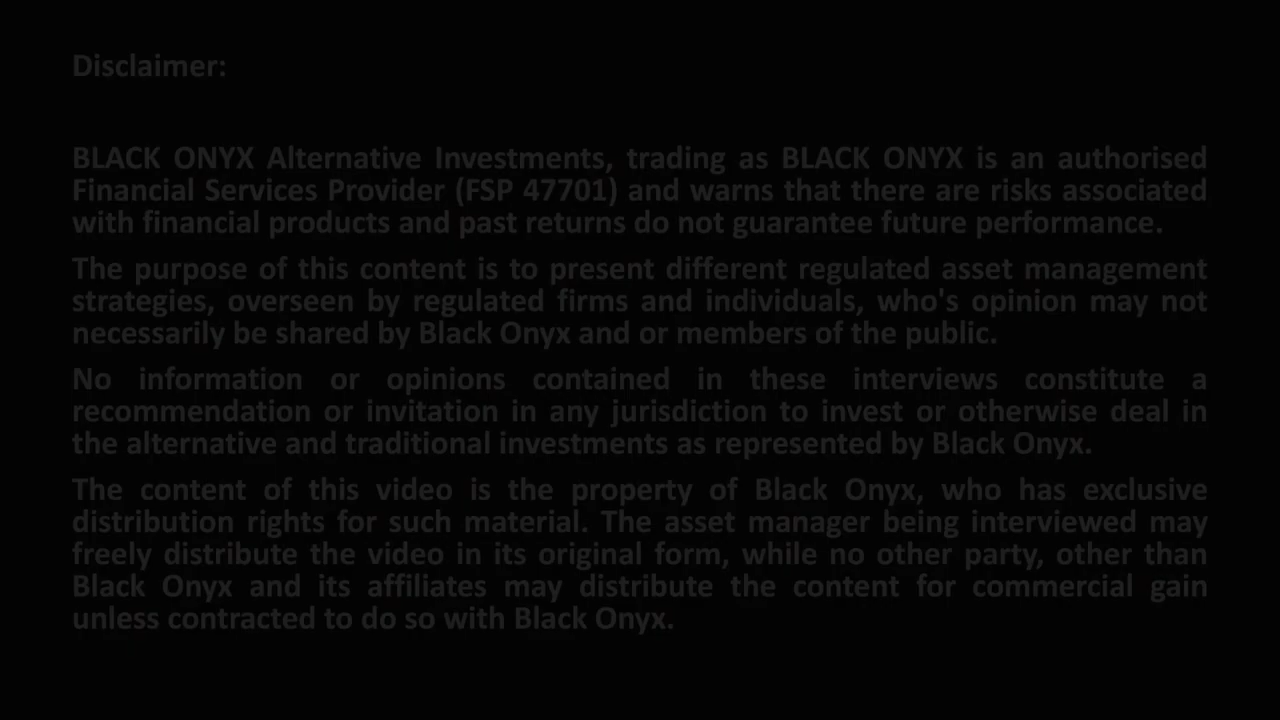 Disclaimer:
BLACK ONYX Alternative Investments, trading as BLACK ONYX is an authorised
Financial Services Provider (FSP 47701) and warns that there are risks associated
with financial products and past returns do not guarantee future performance.
The purpose of this content is to present different regulated asset management
strategies, overseen by regulated firms and individuals, who's opinion may not
necessarily be shared by Black Onyx and or members of the public.
No information or opinions contained in these interviews constitute a
recommendation or invitation in any jurisdiction to invest or otherwise deal in
the alternative and traditional investments as represented by Black Onyx.
The content of this video is the property of Black Onyx, who has exclusive
distribution rights for such material. The asset manager being interviewed may
freely distribute the video in its original form, while no other party, other than
Black Onyx and its affiliates may distribute the content for commercial gain
unless contracted to do so with Black Onyx.